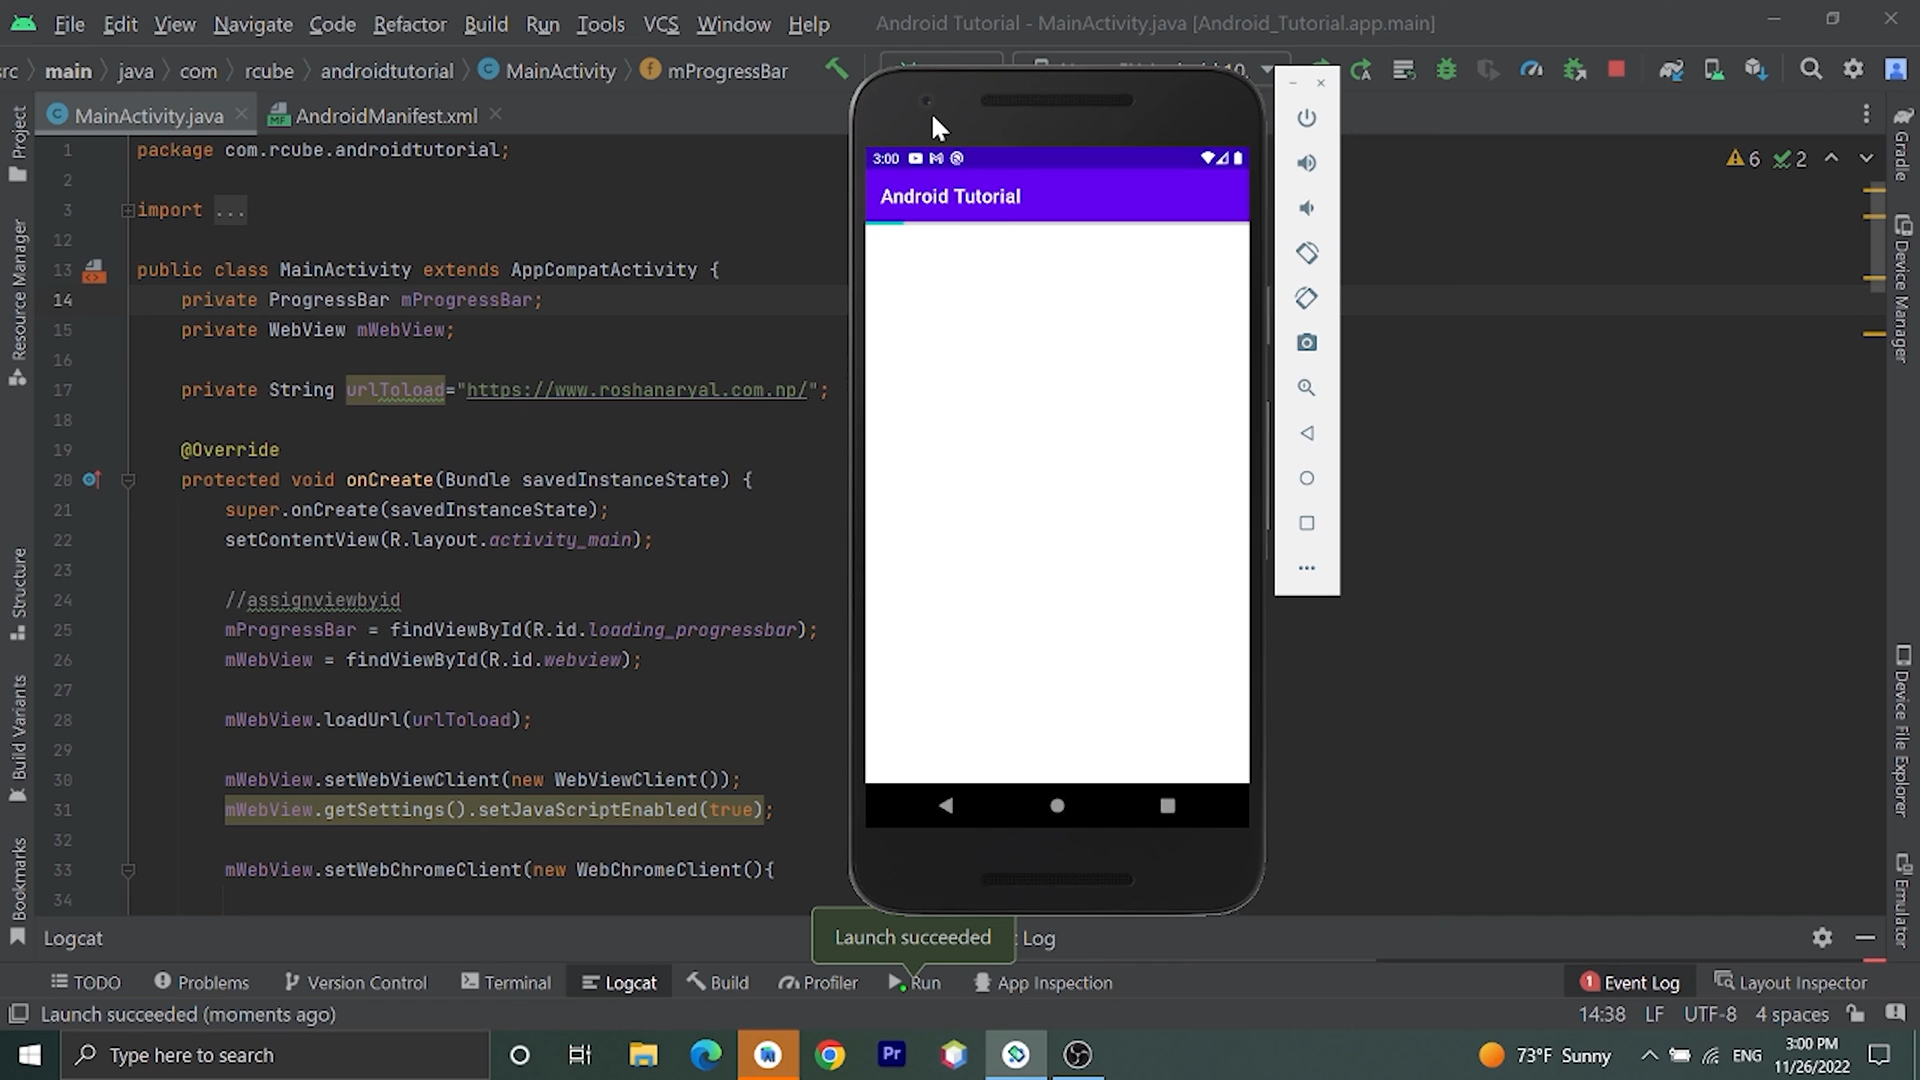 File Edit View Navigate Code Refactor Build Run Tools VCS Window Help Android Tutorial - MainActivity.java [Android_Tutorial.app.main]
main java com rcube androidtutorial MainActivity mProgressBar
MainActivity.java AndroidManifest.xml
1 package com.rcube.androidtutorial;
2
3 import ...
12
13 public class MainActivity extends AppCompatActivity {
14 private ProgressBar mProgressBar;
15 private WebView mWebView;
16
17 private String urlToload="https://www.roshanaryal.com.np/";
18
19 @Override
20 protected void onCreate(Bundle savedInstanceState) {
21 super.onCreate(savedInstanceState);
22 setContentView(R.layout.activity_main);
23
24 //assignviewbyid
25 mProgressBar = findViewById(R.id.loading_progressbar);
26 mWebView = findViewById(R.id.webview);
27
28 mWebView.loadUrl(urlToload);
29
30 mWebView.setWebViewClient(new WebViewClient());
31 mWebView.getSettings().setJavaScriptEnabled(true);
32
33 mWebView.setWebChromeClient(new WebChromeClient(){
34
6 2
3:00
Android Tutorial
Project
Resource Manager
Structure
Build Variants
Bookmarks
Gradle
Device Manager
Device File Explorer
Emulator
Logcat
Launch succeeded
: Log
TODO Problems Version Control Terminal Logcat Build Profiler Run App Inspection 1 Event Log Layout Inspector
Launch succeeded (moments ago) 14:38 LF UTF-8 4 spaces
Type here to search
Pr
73°F Sunny ENG
3:00 PM
11/26/2022